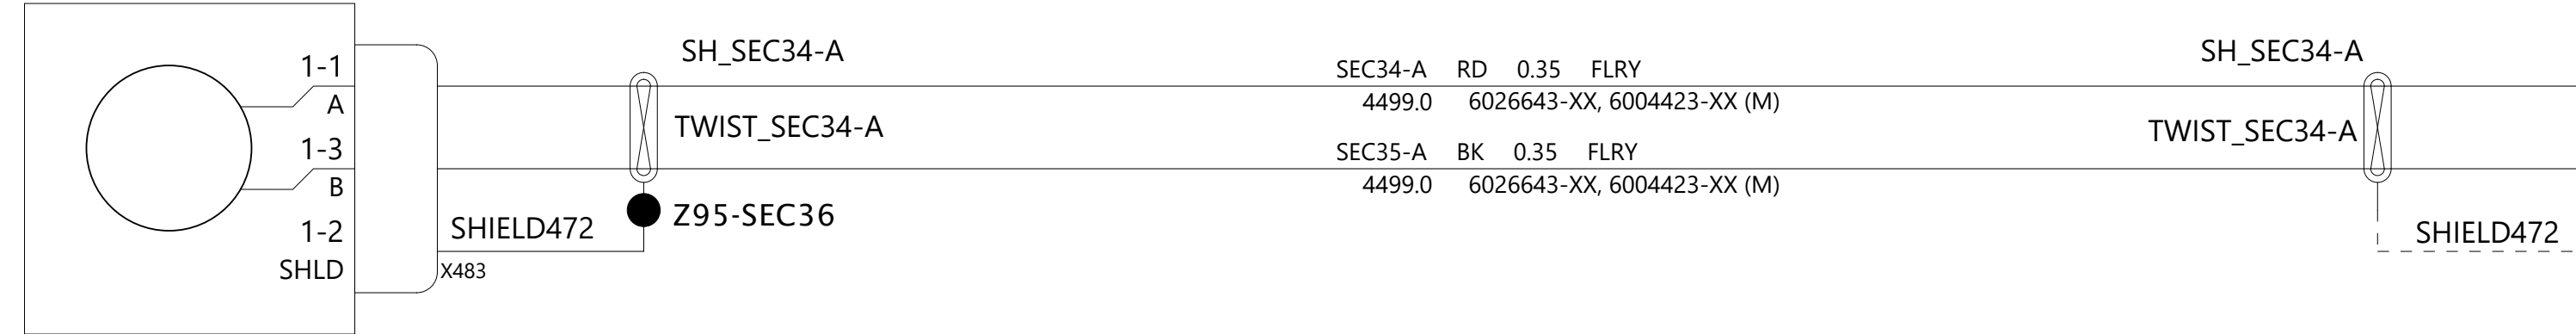 SH_SEC34-A
SH_SEC34-A
1-1
SEC34-A RD 0.35 FLRY
A
4499.0 6026643-XX, 6004423-XX (M)
TWIST_SEC34-A
TWIST_SEC34-A
1-3
SEC35-A BK 0.35 FLRY
B
4499.0 6026643-XX, 6004423-XX (M)
Z95-SEC36
1-2
SHIELD472
SHIELD472
SHLD
X483